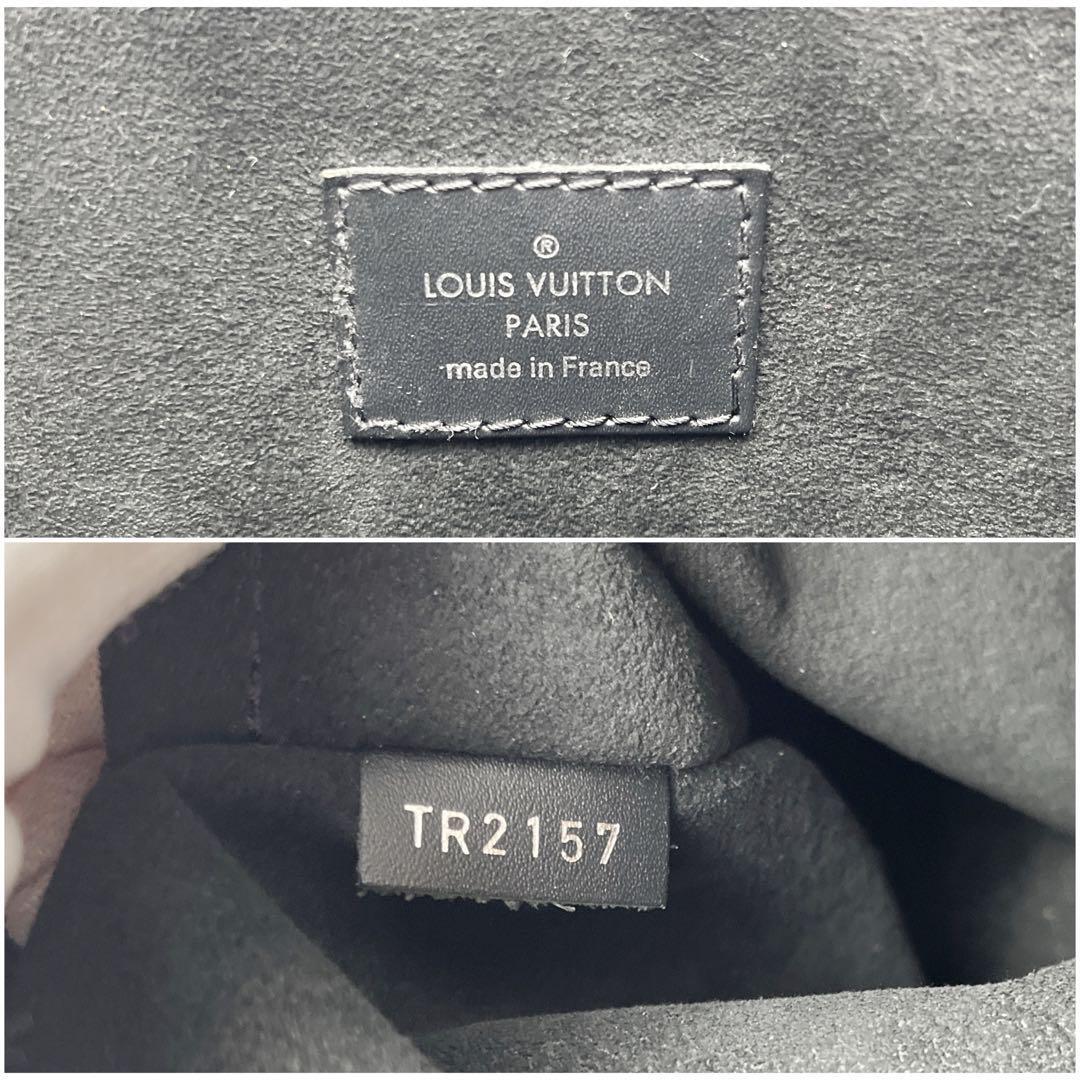 ®
LOUIS VUITTON
PARIS
made in France
TR2157